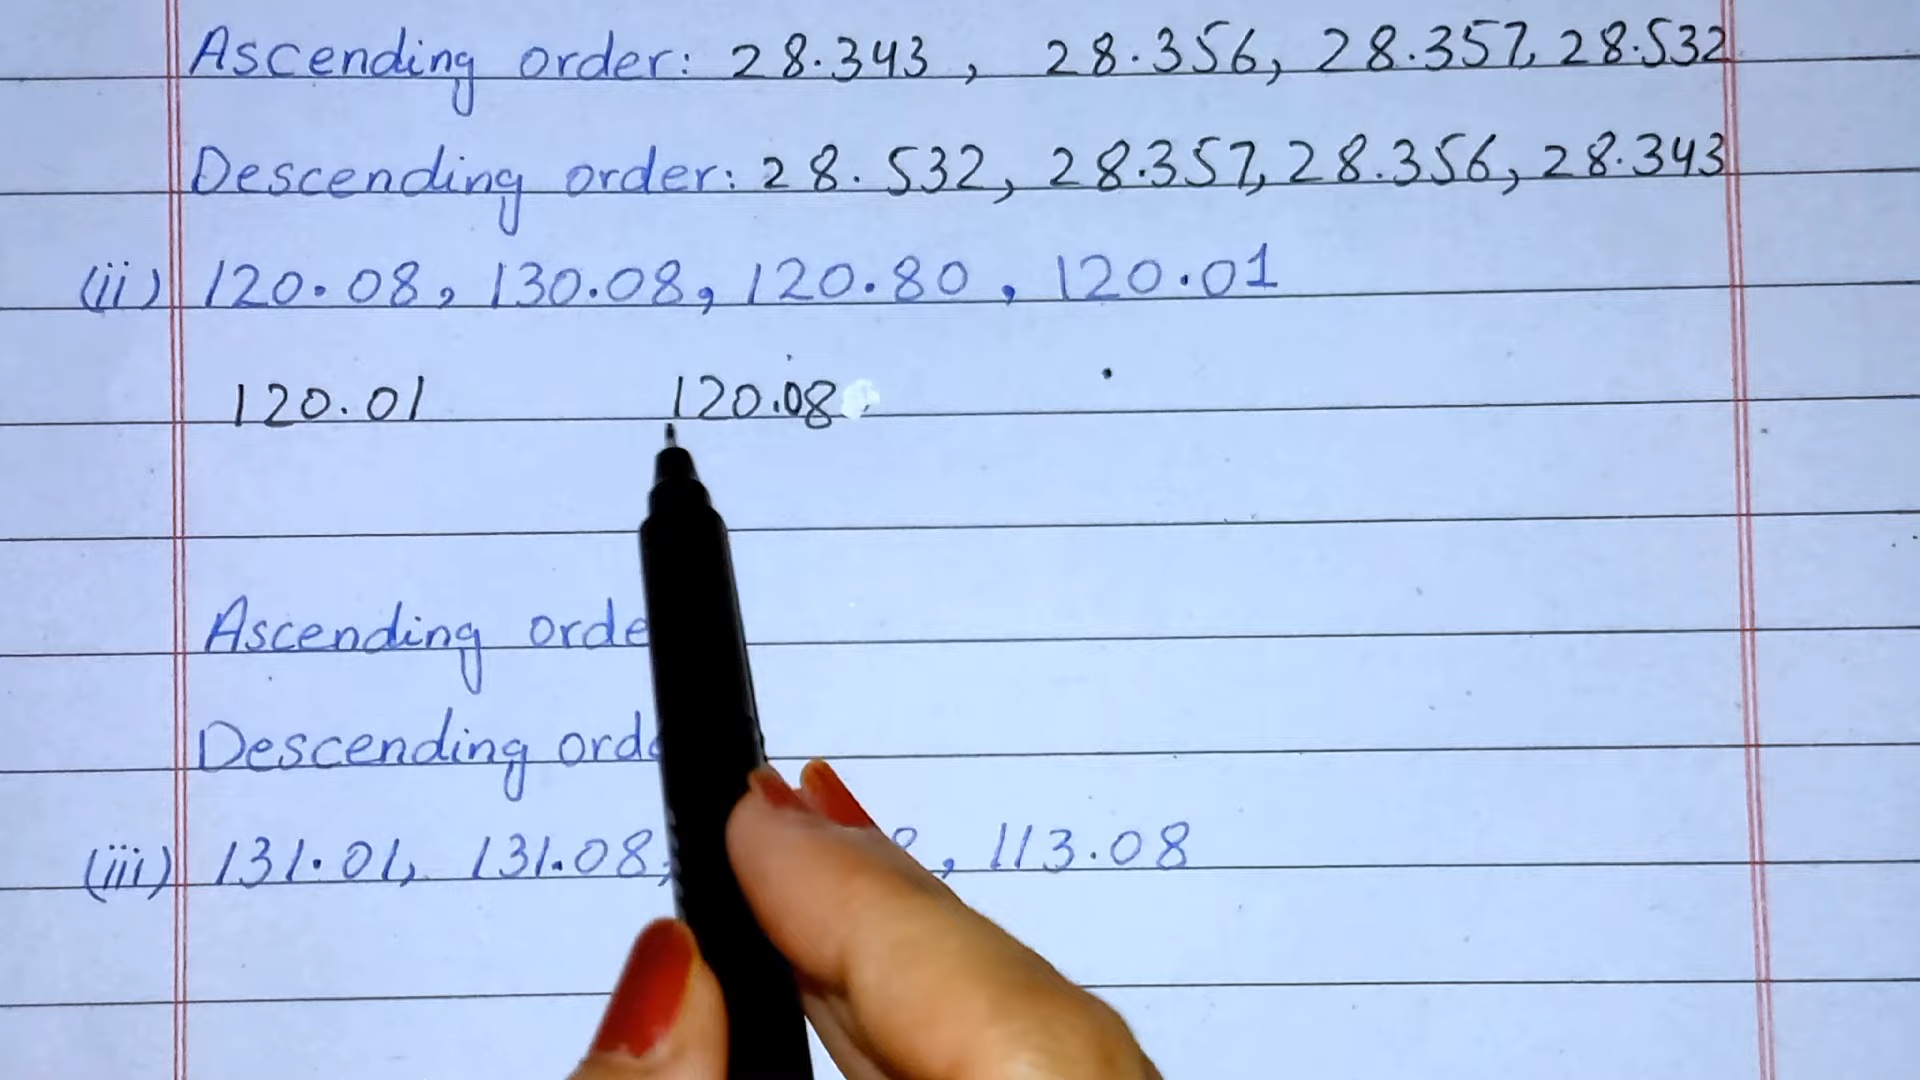 Ascending order: 28.343, 28.356, 28.357, 28.532
Descending order: 28.532, 28.357, 28.356, 28.343
(ii) 120.08, 130.08, 120.80, 120.01
120.01 120.08
Ascending
Descending
(iii) 131.01, 131.08, , 113.08